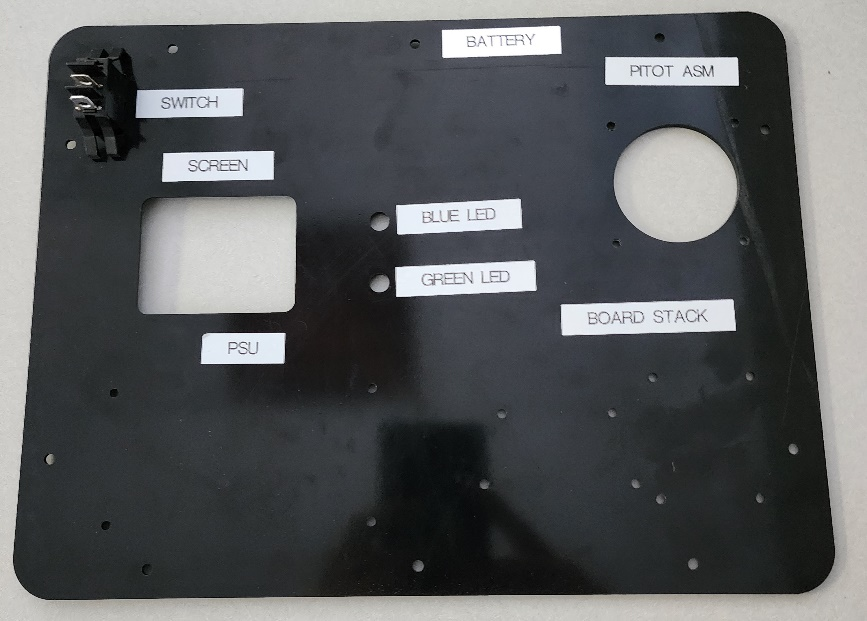 BATTERY
PITOT ASM
SWITCH
SCREEN
BLUE LED
GREEN LED
BOARD STACK
PSU